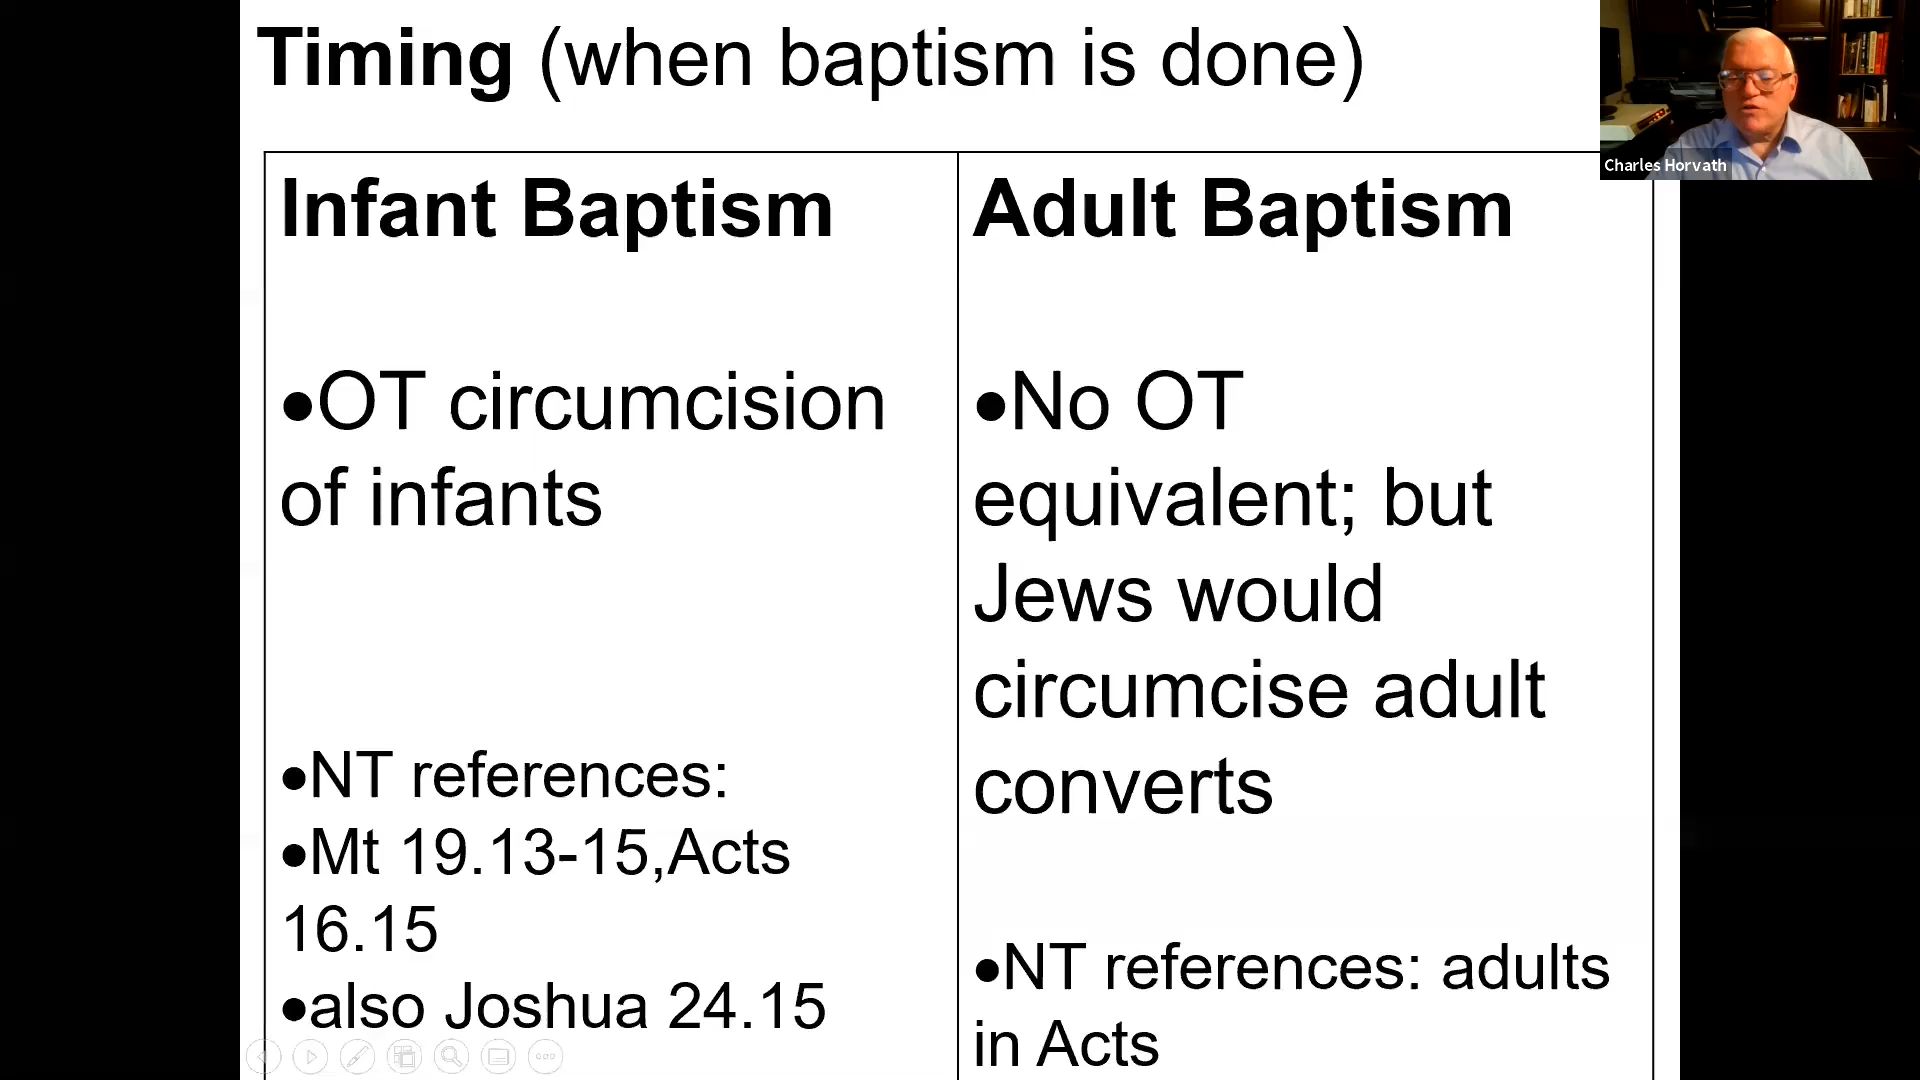 Timing (when baptism is done)
Charles Horvath
Infant Baptism
•OT circumcision
of infants
•NT references:
•Mt 19.13-15,Acts
16.15
•also Joshua 24.15
Adult Baptism
•No OT
equivalent; but
Jews would
circumcise adult
converts
•NT references: adults
in Acts